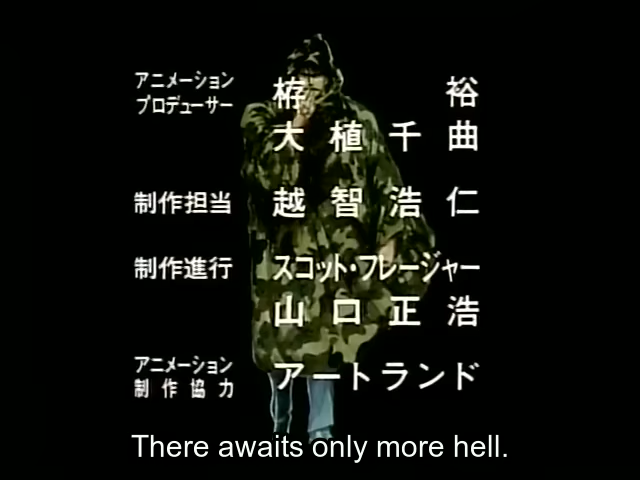 アニメーション
プロデューサー
栫 裕
大植千曲
制作担当 越智浩仁
制作進行 スコット・フレージャー
山口正浩
アニメーション
制作協力
アートランド
There awaits only more hell.